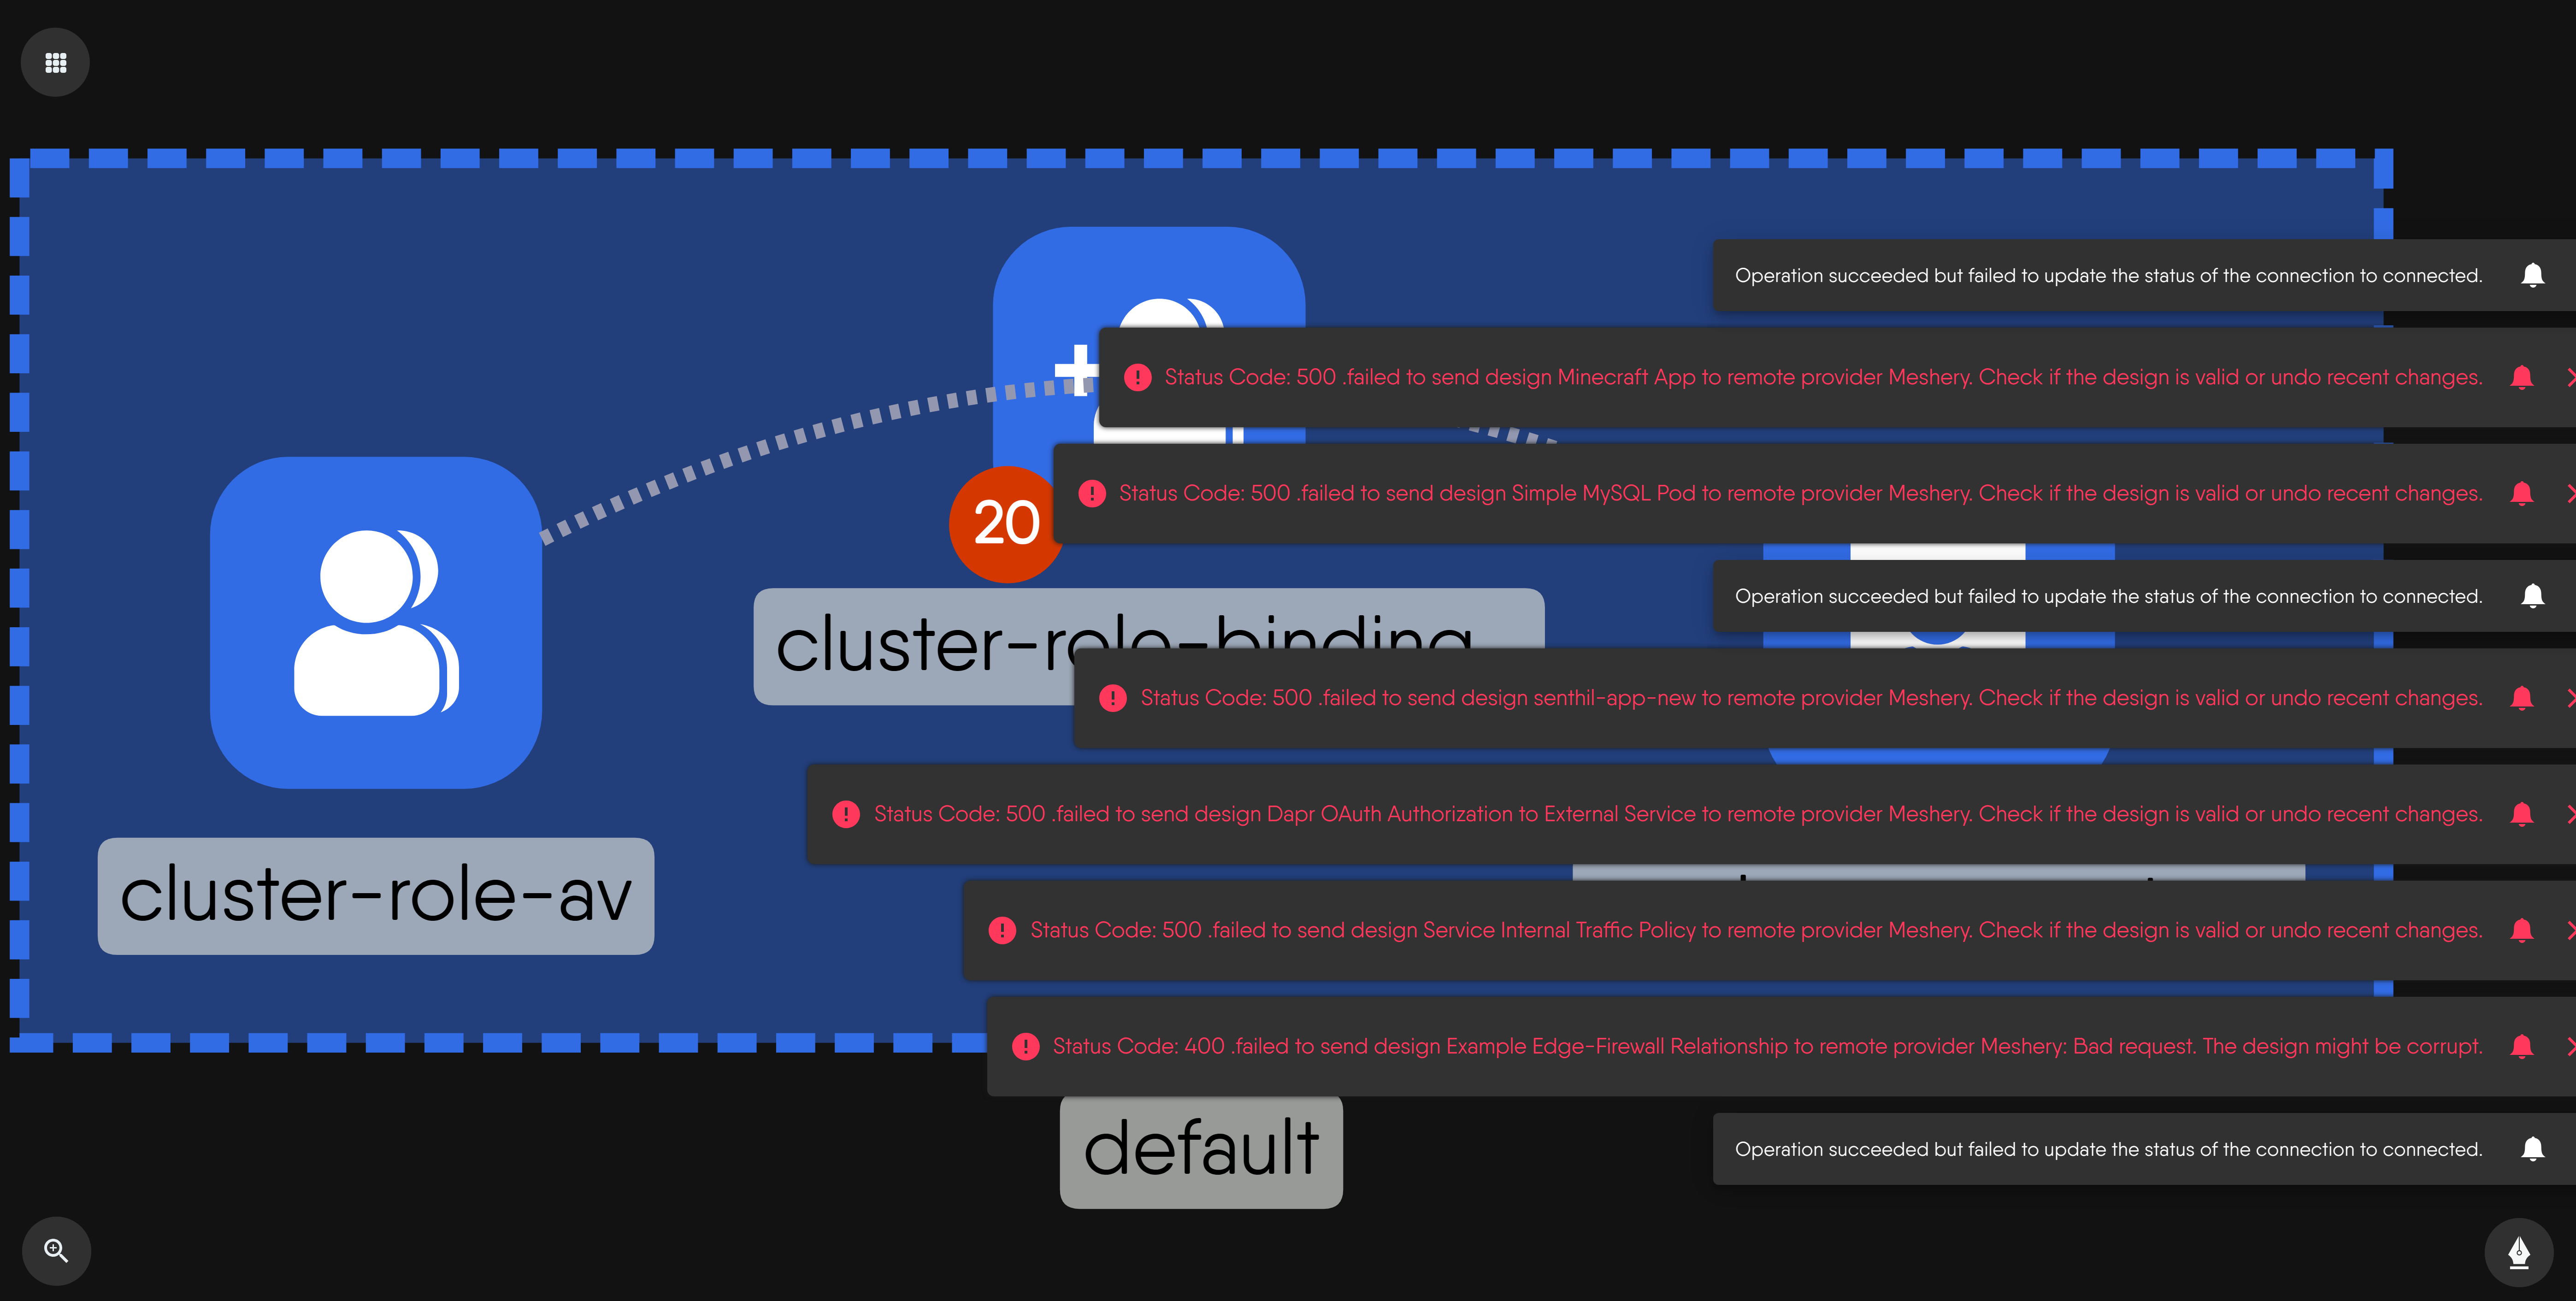 Operation succeeded but failed to update the status of the connection to connected.
Status Code: 500 .failed to send design Minecraft App to remote provider Meshery. Check if the design is valid or undo recent changes.
Status Code: 500 .failed to send design Simple MySQL Pod to remote provider Meshery. Check if the design is valid or undo recent changes.
20
Operation succeeded but failed to update the status of the connection to connected.
cluster-role-binding
Status Code: 500 .failed to send design senthil-app-new to remote provider Meshery. Check if the design is valid or undo recent changes.
Status Code: 500 .failed to send design Dapr OAuth Authorization to External Service to remote provider Meshery. Check if the design is valid or undo recent changes.
cluster-role-av
Status Code: 500 .failed to send design Service Internal Traffic Policy to remote provider Meshery. Check if the design is valid or undo recent changes.
Status Code: 400 .failed to send design Example Edge-Firewall Relationship to remote provider Meshery: Bad request. The design might be corrupt.
default
Operation succeeded but failed to update the status of the connection to connected.